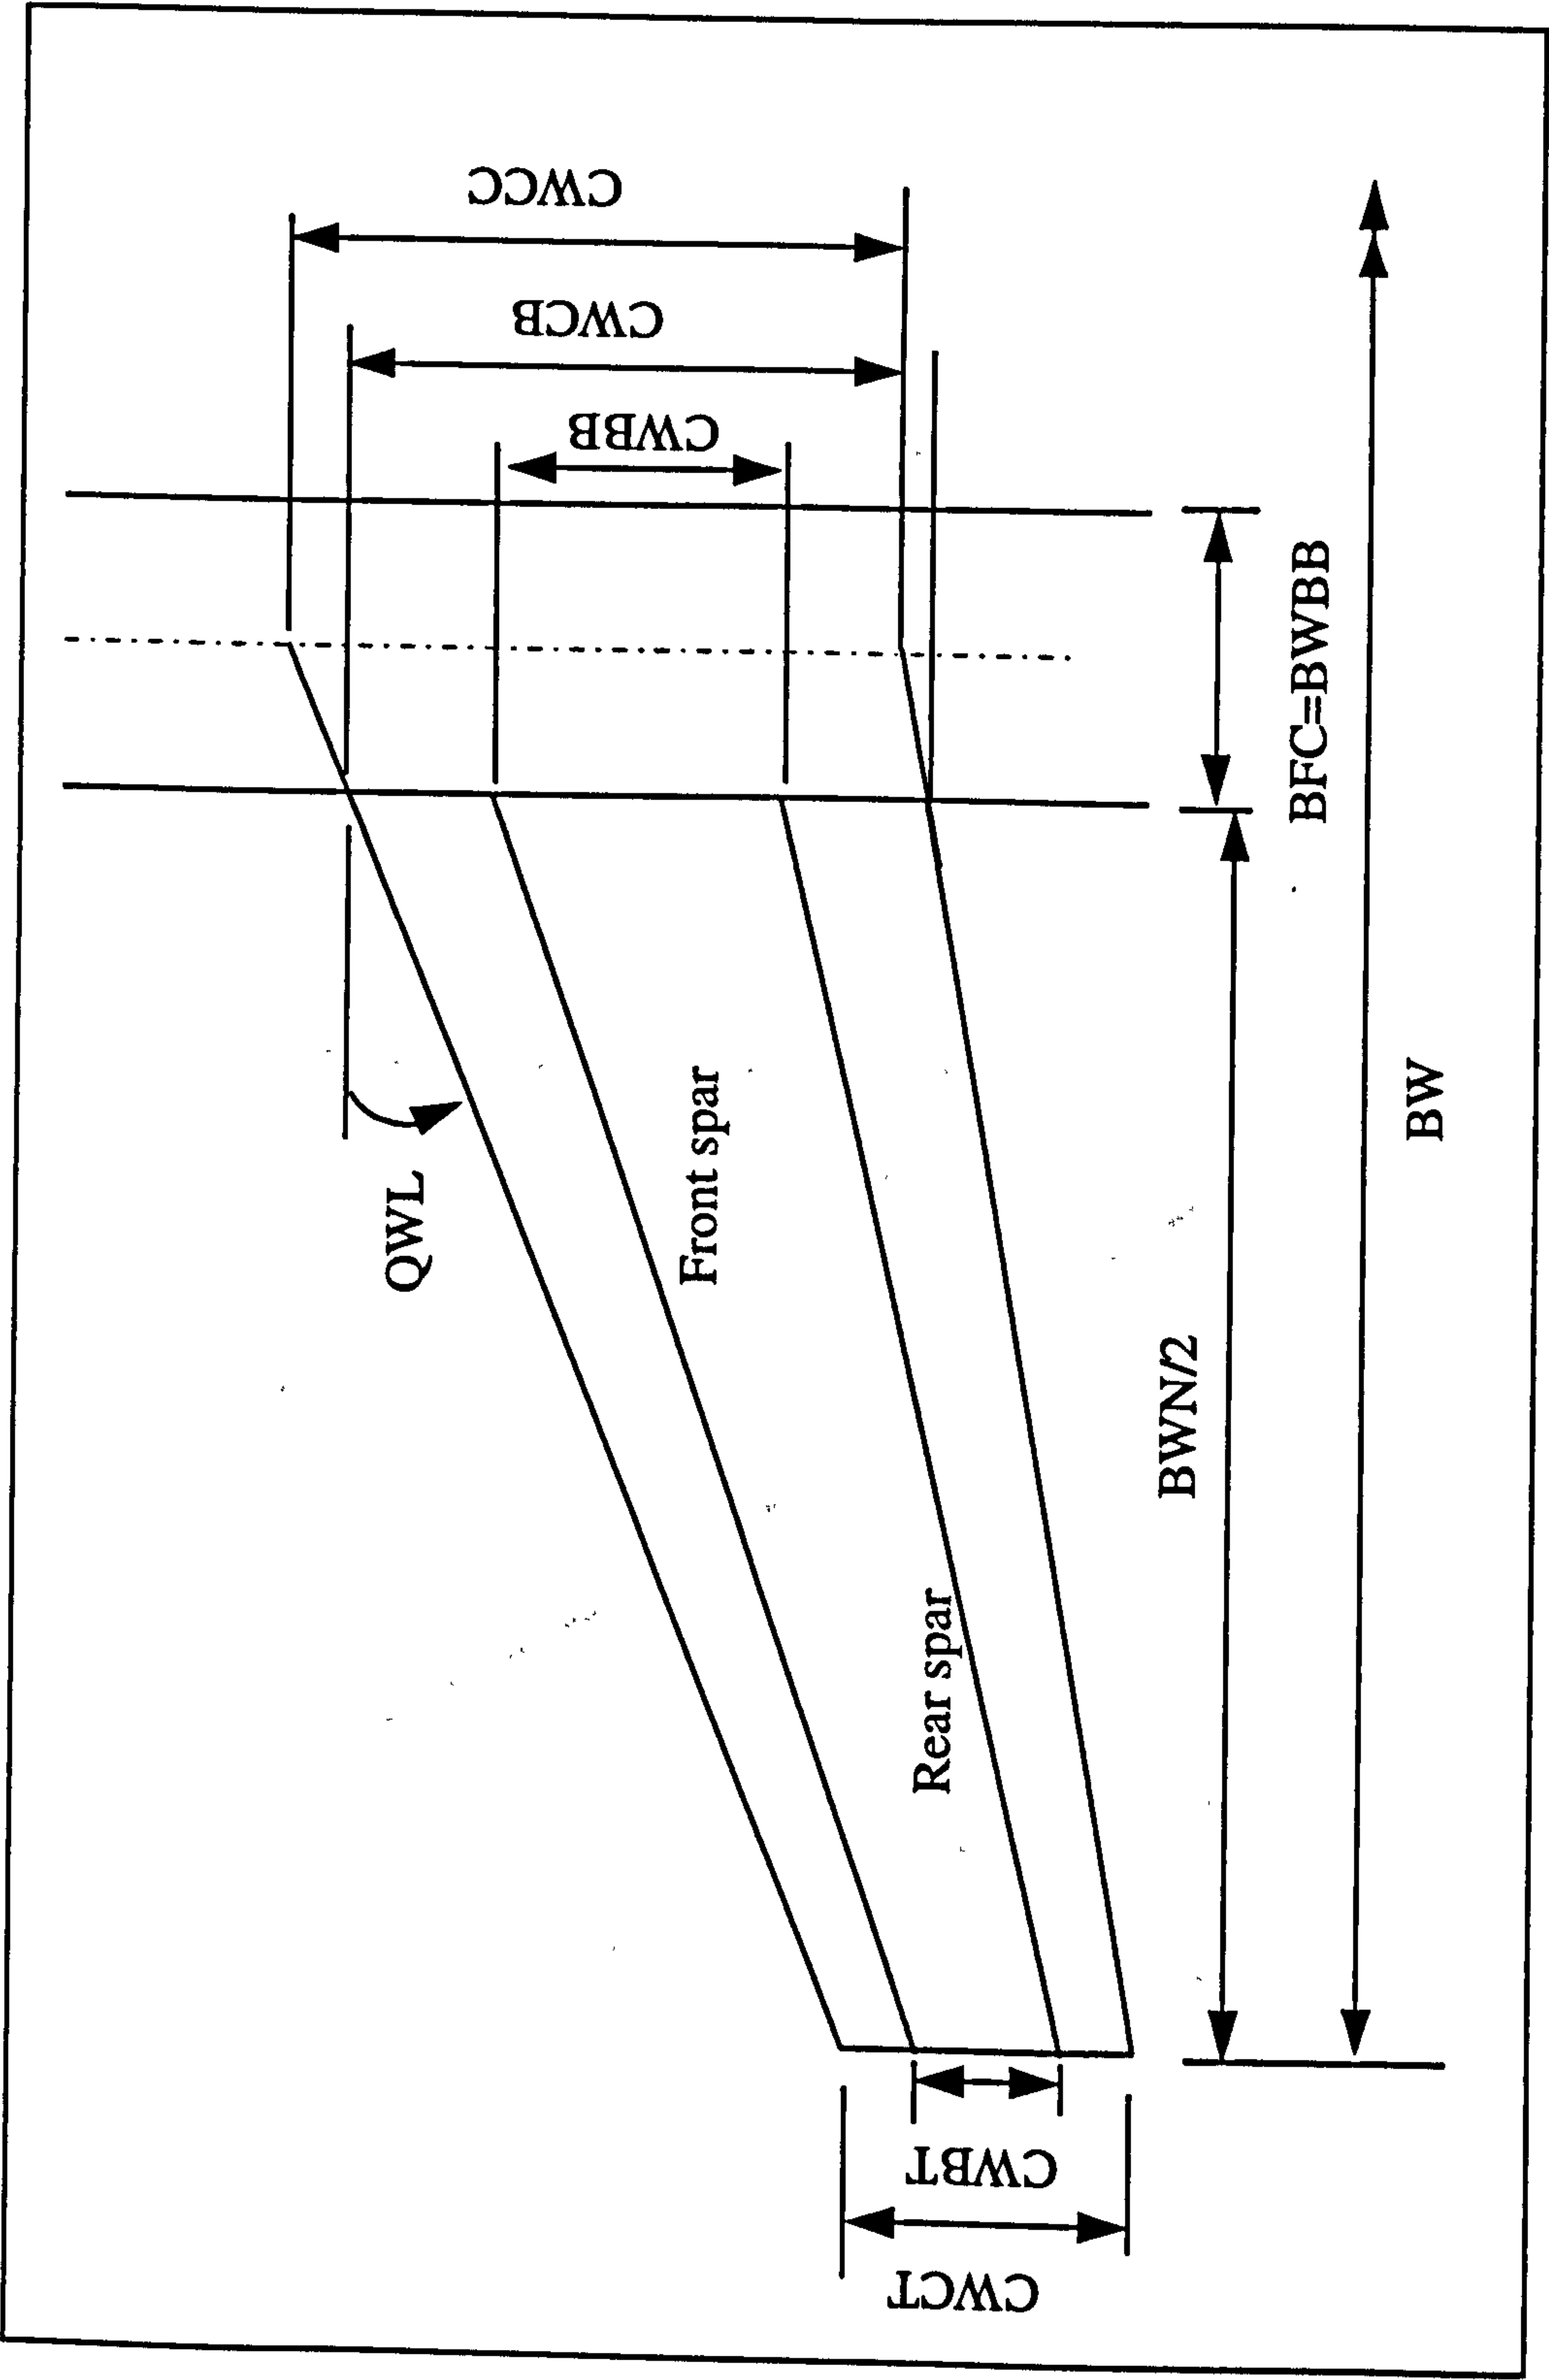 CWCC
CWCB
CWBB
BFC=BWBB
QWL
Front spar
BW
BWN/2
Rear spar
CWBT
CWCT